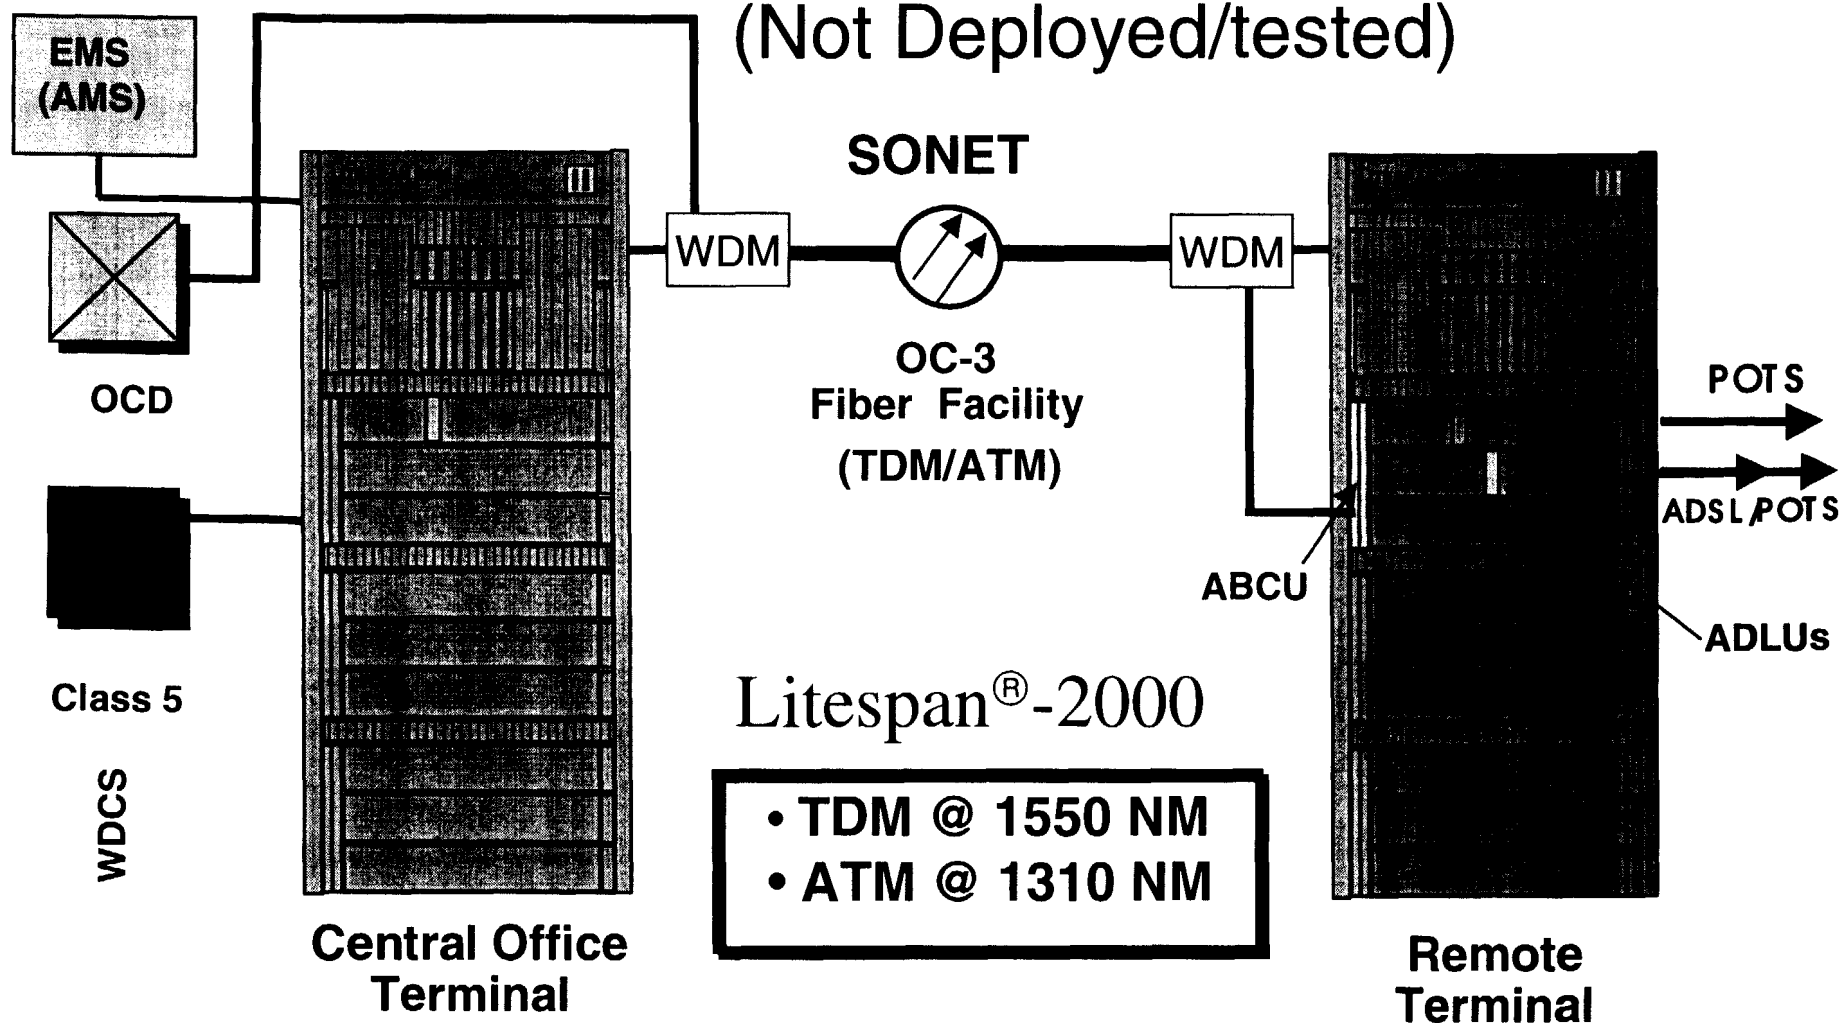 (Not Deployed/tested)
EMS
(AMS)
SONET
WDM
WDM
OC-3
Fiber Facility
(TDM/ATM)
OCD
POTS
ADSL/POTS
ABCU
ADLUs
Class 5
WDCS
Litespan®-2000
• TDM @ 1550 NM
• ATM @ 1310 NM
Central Office
Terminal
Remote
Terminal